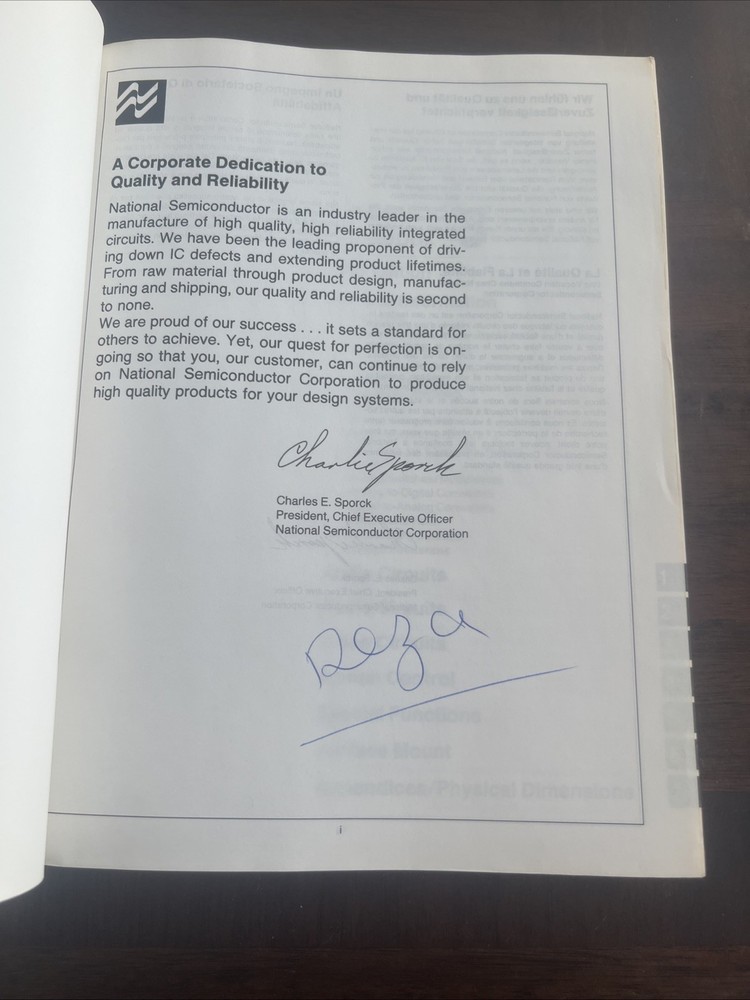 A Corporate Dedication to
Quality and Reliability
National Semiconductor is an industry leader in the
manufacture of high quality, high reliability integrated
circuits. We have been the leading proponent of driv-
ing down IC defects and extending product lifetimes.
From raw material through product design, manufac-
turing and shipping, our quality and reliability is second
to none.
We are proud of our success . . . it sets a standard for
others to achieve. Yet, our quest for perfection is on-
going so that you, our customer, can continue to rely
on National Semiconductor Corporation to produce
high quality products for your design systems.
Charlie Sporck
Charles E. Sporck
President, Chief Executive Officer
National Semiconductor Corporation
Reza
i